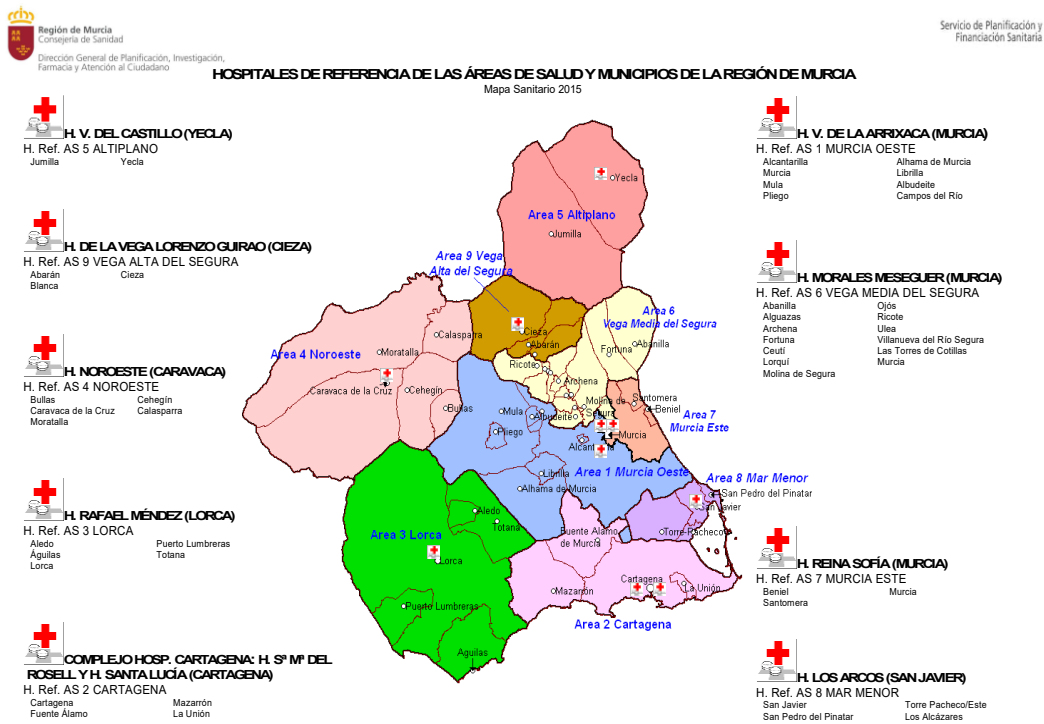 Región de Murcia
Consejería de Sanidad
Dirección General de Planificación, Investigación,
Farmacia y Atención al Ciudadano
Servicio de Planificación y
Financiación Sanitaria
HOSPITALES DE REFERENCIA DE LAS ÁREAS DE SALUD Y MUNICIPIOS DE LA REGIÓN DE MURCIA
Mapa Sanitario 2015
H. V. DEL CASTILLO (YECLA)
H. Ref. AS 5 ALTIPLANO
Jumilla Yecla
H. DE LA VEGA LORENZO GUIRAO (CIEZA)
H. Ref. AS 9 VEGA ALTA DEL SEGURA
Abarán Cieza
Blanca
H. NOROESTE (CARAVACA)
H. Ref. AS 4 NOROESTE
Bullas Cehegín
Caravaca de la Cruz Calasparra
Moratalla
H. RAFAEL MÉNDEZ (LORCA)
H. Ref. AS 3 LORCA
Aledo Puerto Lumbreras
Águilas Totana
Lorca
COMPLEJO HOSP. CARTAGENA: H. Sª Mª DEL
ROSELL Y H. SANTA LUCÍA (CARTAGENA)
H. Ref. AS 2 CARTAGENA
Cartagena Mazarrón
Fuente Álamo La Unión
Yecla
Area 5 Altiplano
Jumilla
Area 9 Vega
Alta del Segura
Area 6
Vega Media del Segura
Calasparra
Cieza
Abarán
Fortuna
Abanilla
Area 4 Noroeste
Moratalla
Ricote
Archena
Caravaca de la Cruz
Cehegín
Bullas
Mula
Albudeite
Molina de
Segura
Santomera
Beniel
Area 7
Murcia Este
Pliego
Murcia
Alcantarilla
Librilla
Area 1 Murcia Oeste
Area 8 Mar Menor
Alhama de Murcia
San Pedro del Pinatar
San Javier
Aledo
Totana
Area 3 Lorca
Fuente Álamo
de Murcia
Torre-Pacheco
Lorca
Mazarrón
Cartagena
La Unión
Puerto Lumbreras
Area 2 Cartagena
Aguilas
H. V. DE LA ARRIXACA (MURCIA)
H. Ref. AS 1 MURCIA OESTE
Alcantarilla Alhama de Murcia
Murcia Librilla
Mula Albudeite
Pliego Campos del Río
H. MORALES MESEGUER (MURCIA)
H. Ref. AS 6 VEGA MEDIA DEL SEGURA
Abanilla Ojós
Alguazas Ricote
Archena Ulea
Fortuna Villanueva del Río Segura
Ceutí Las Torres de Cotillas
Lorquí Murcia
Molina de Segura
H. REINA SOFÍA (MURCIA)
H. Ref. AS 7 MURCIA ESTE
Beniel Murcia
Santomera
H. LOS ARCOS (SAN JAVIER)
H. Ref. AS 8 MAR MENOR
San Javier Torre Pacheco/Este
San Pedro del Pinatar Los Alcázares